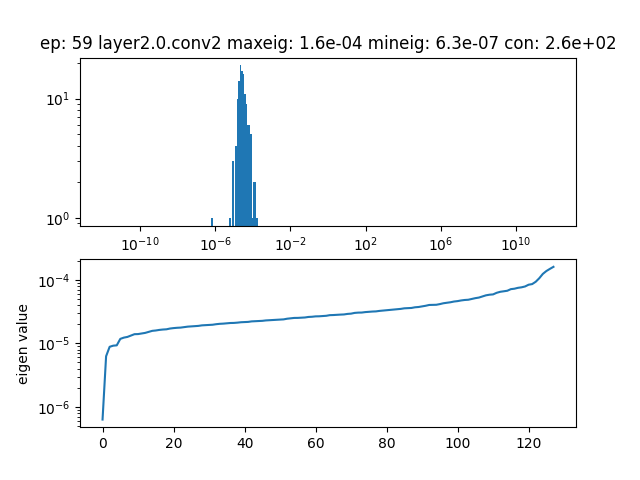 ep: 59 layer2.0.conv2 maxeig: 1.6e-04 mineig: 6.3e-07 con: 2.6e+02
10¹
10⁰
10⁻¹⁰ 10⁻⁶ 10⁻² 10² 10⁶ 10¹⁰
10⁻⁴
10⁻⁵
10⁻⁶
eigen value
0 20 40 60 80 100 120